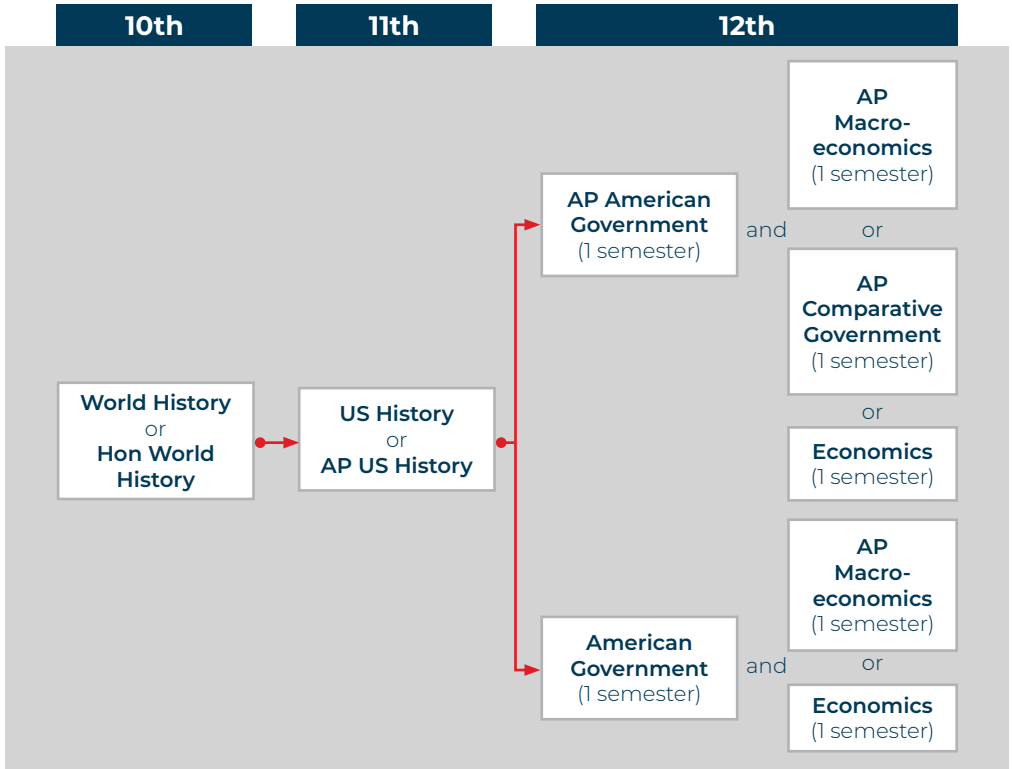 10th
11th
12th
World History
or
Hon World
History
US History
or
AP US History
AP American
Government
(1 semester)
and
AP
Macro-
economics
(1 semester)
or
AP
Comparative
Government
(1 semester)
or
Economics
(1 semester)
American
Government
(1 semester)
and
AP
Macro-
economics
(1 semester)
or
Economics
(1 semester)